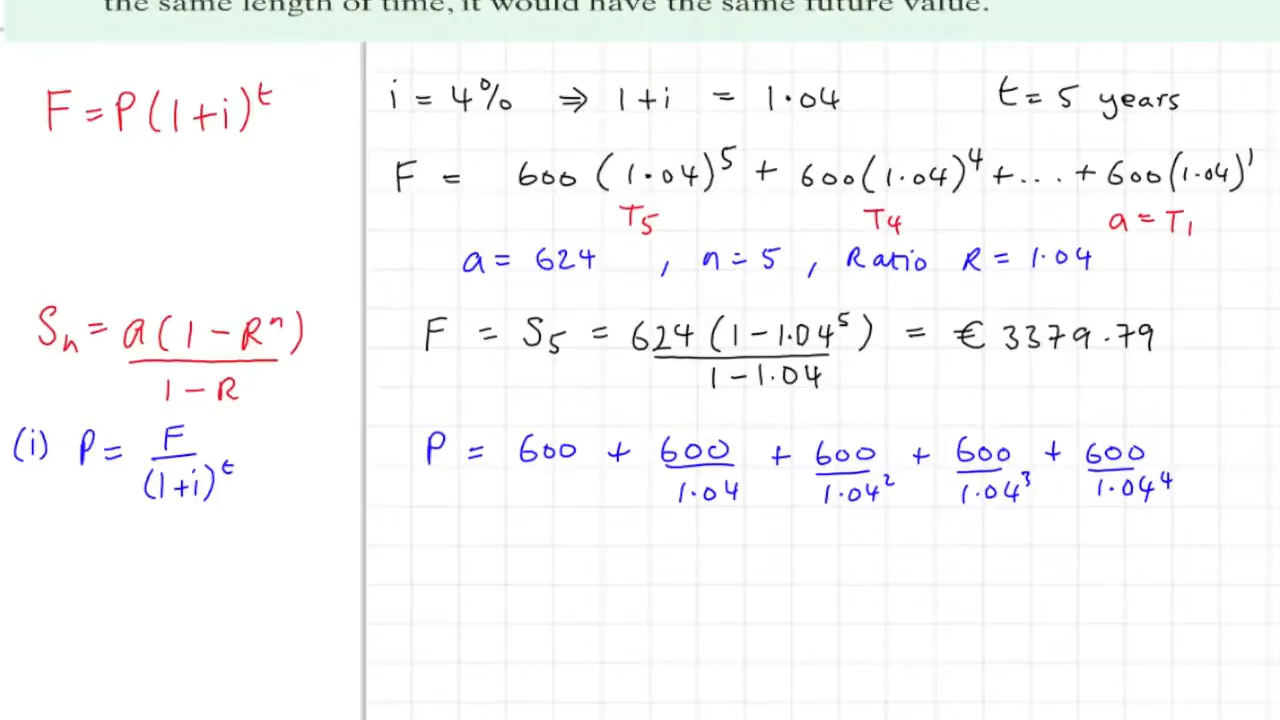 the same length of time, it would have the same future value.
F = P(1+i)^t
i = 4% ⇒ 1+i = 1.04 t = 5 years
F = 600(1.04)^5 + 600(1.04)^4 + ... + 600(1.04)^1
T5 T4 a = T1
a = 624 , n = 5 , Ratio R = 1.04
Sn = a(1-R^n) / 1-R
F = S5 = 624(1-1.04^5) / 1-1.04 = € 3379.79
(i) P = F / (1+i)^t
P = 600 + 600/1.04 + 600/1.04^2 + 600/1.04^3 + 600/1.04^4